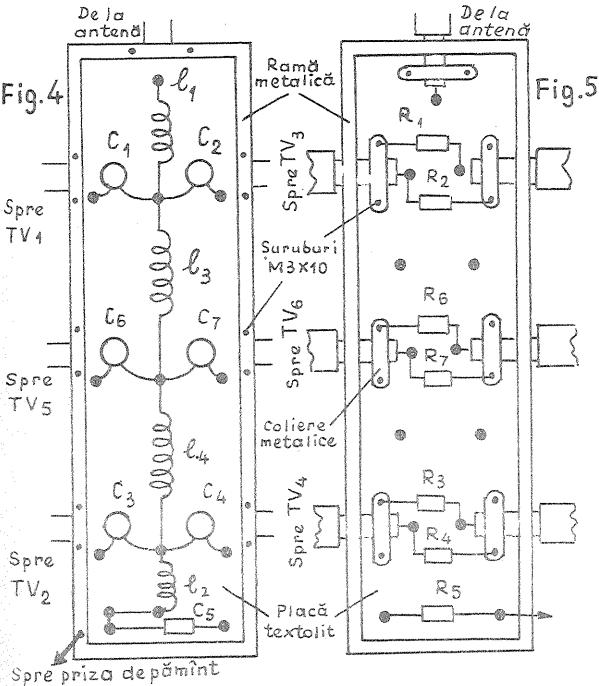 De la
antenă
De la
antenă
Fig.4
Ramă
metalică
Fig.5
l1
C1
C2
R1
R2
Spre TV3
Spre
TV1
Suruburi
M3x10
l3
C6
C7
R6
R7
Spre TV6
Spre
TV5
Coliere
metalice
l4
C3
C4
R3
R4
Spre TV4
Spre
TV2
l2
C5
R5
Placă
textolit
Spre priza de pămînt